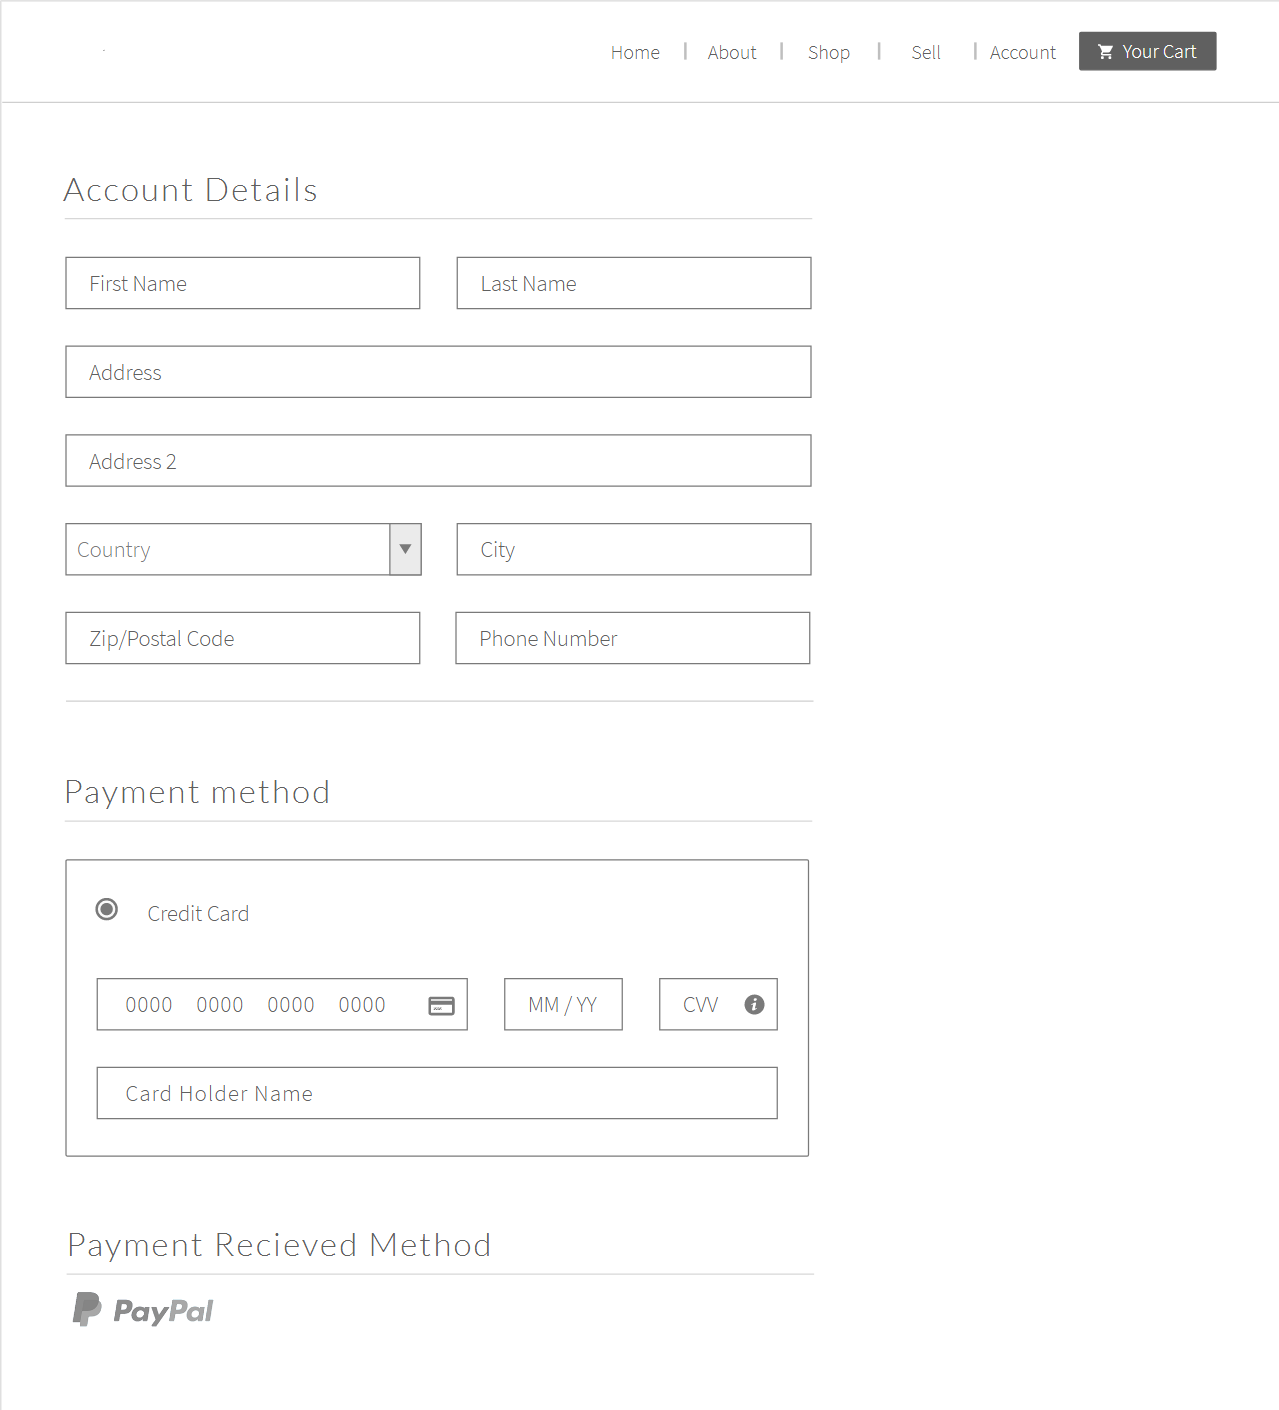 Home | About | Shop | Sell | Account Your Cart
Account Details
First Name Last Name
Address
Address 2
Country City
Zip/Postal Code Phone Number
Payment method
Credit Card
0000 0000 0000 0000 MM / YY CVV
Card Holder Name
Payment Recieved Method
PayPal